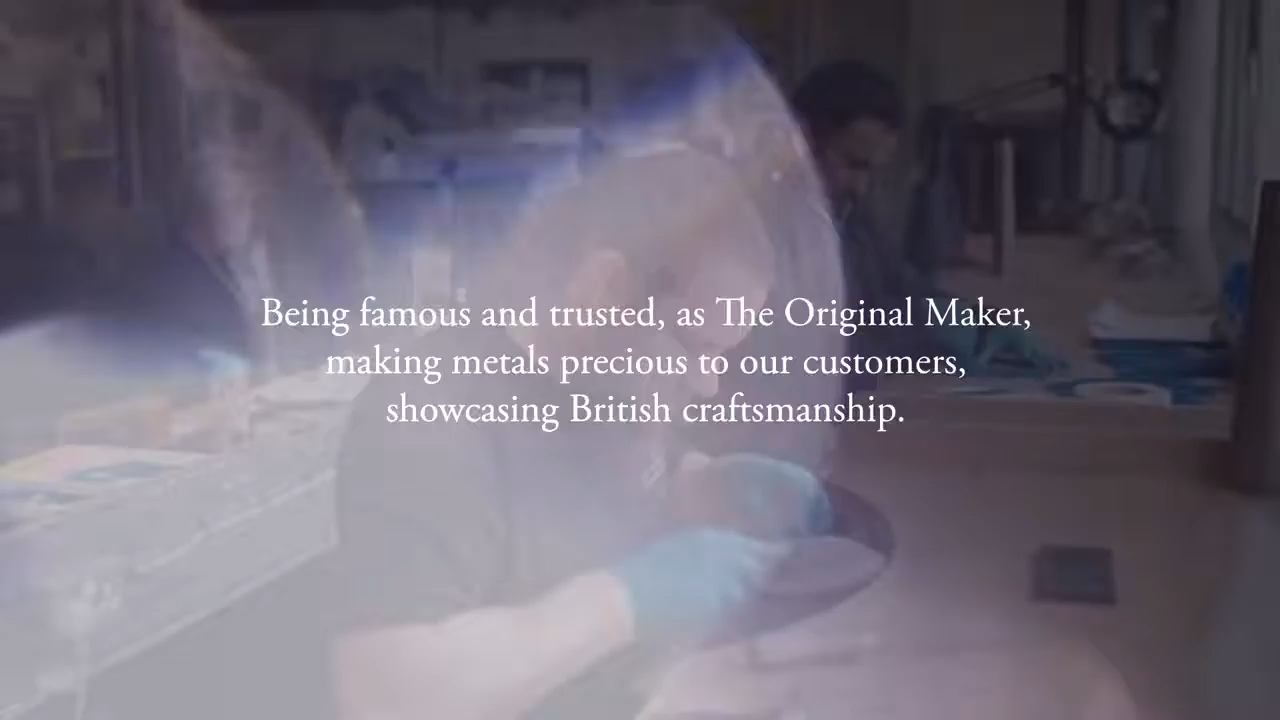 Being famous and trusted, as The Original Maker,
making metals precious to our customers,
showcasing British craftsmanship.